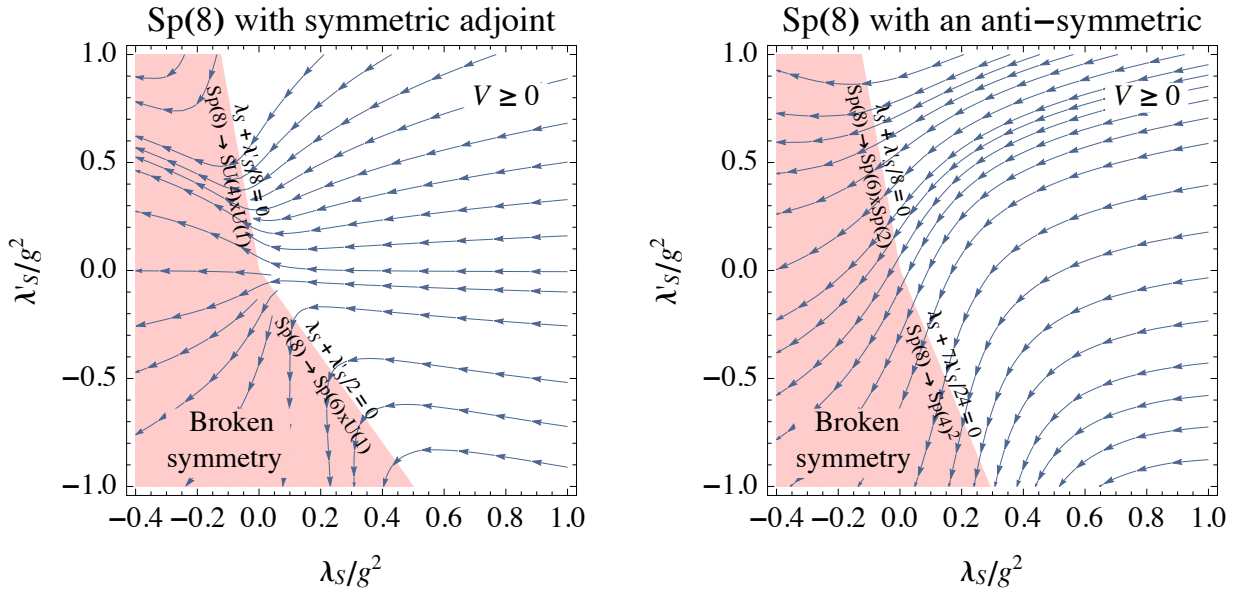 Sp(8) with symmetric adjoint
1.0
0.5
0.0
−0.5
−1.0
λ'S/g²
V ≥ 0
λS + λ'S/8 = 0
Sp(8) → SU(4)xU(1)
λS + λ'S/2 = 0
Sp(8) → Sp(6)xU(1)
Broken
symmetry
−0.4 −0.2 0.0 0.2 0.4 0.6 0.8 1.0
λS/g²
Sp(8) with an anti−symmetric
1.0
0.5
0.0
−0.5
−1.0
λ'S/g²
V ≥ 0
λS + λ'S/8 = 0
Sp(8) → Sp(6)xSp(2)
λS + 7λ'S/24 = 0
Sp(8) → Sp(4)²
Broken
symmetry
−0.4 −0.2 0.0 0.2 0.4 0.6 0.8 1.0
λS/g²